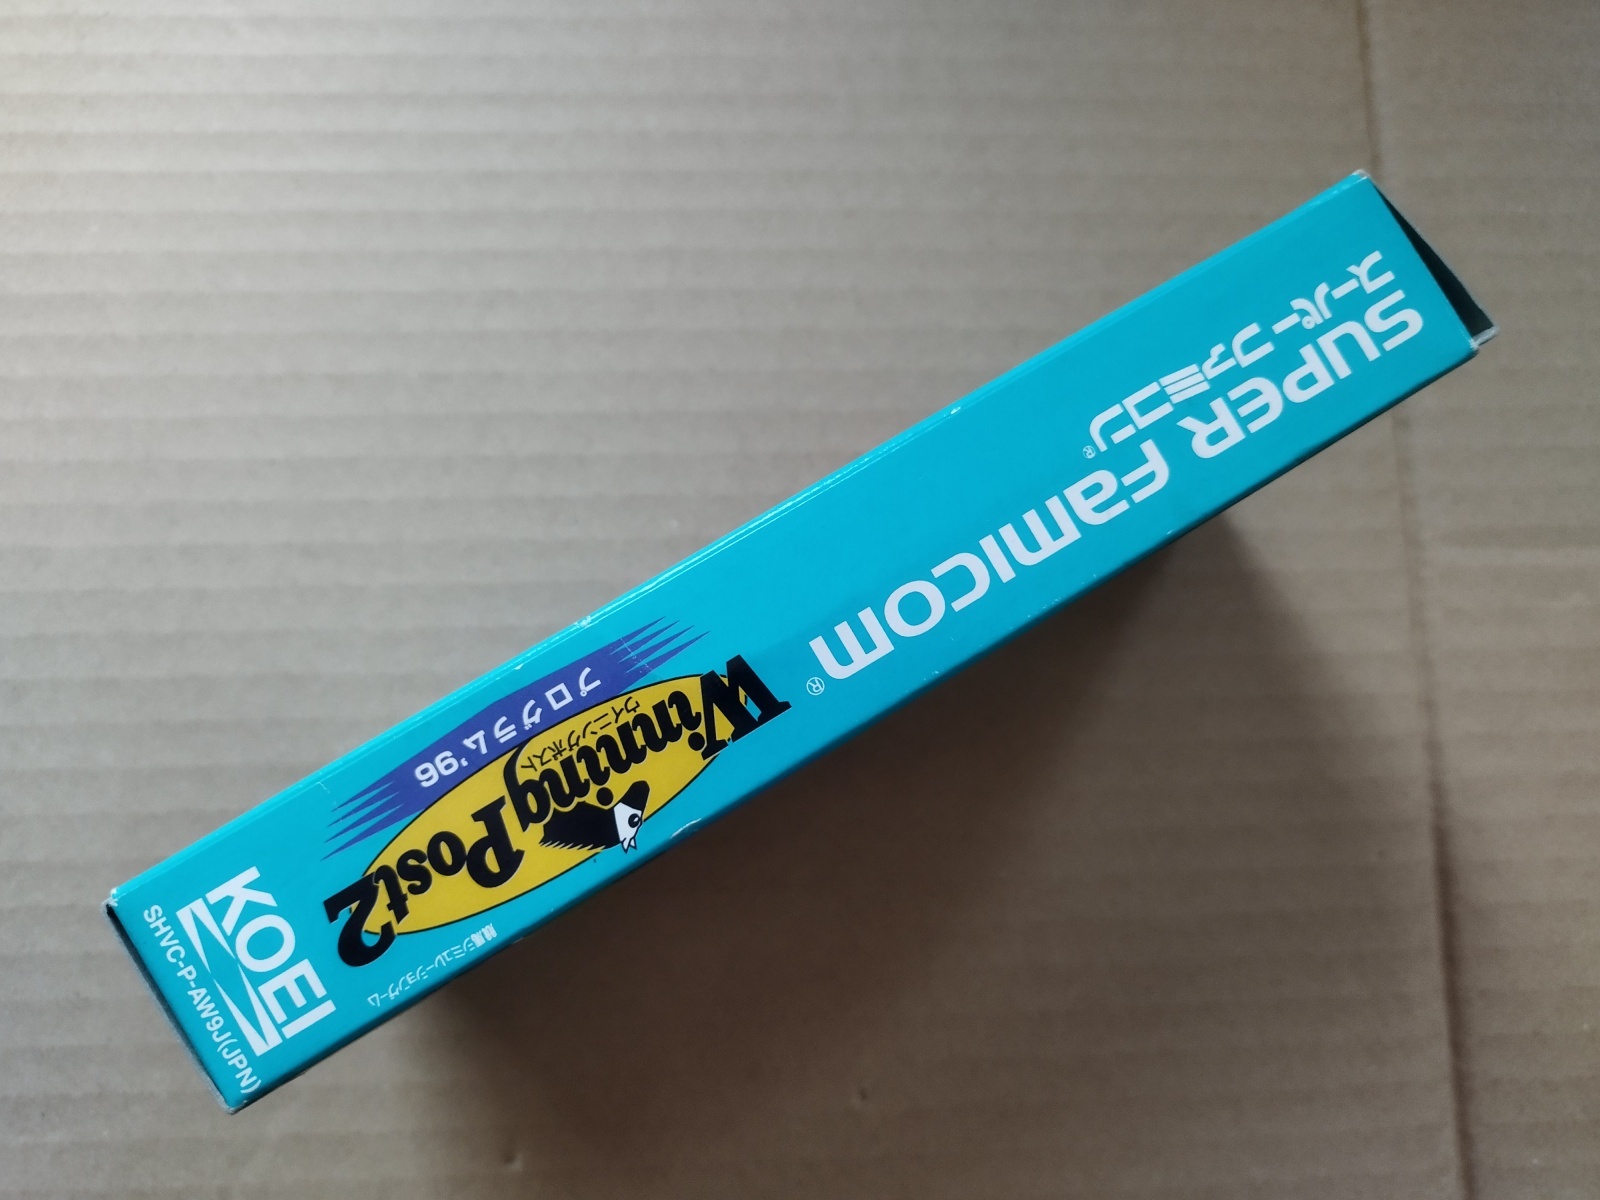 SUPER FAMICOM®
スーパーファミコン®
競馬シミュレーションゲーム
Winning Post 2
ウイニングポスト
プログラム'96
KOEI
SHVC-P-AW9J(JPN)